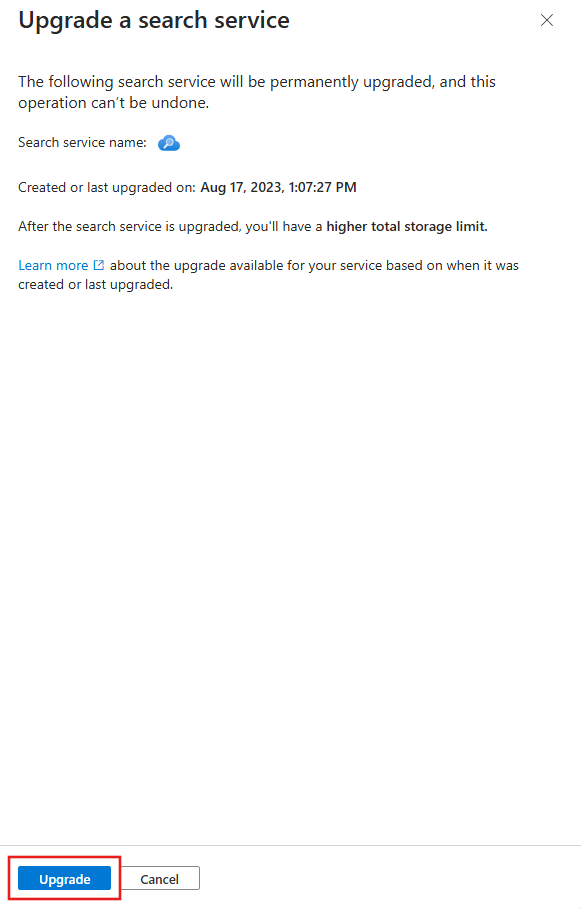 Upgrade a search service
The following search service will be permanently upgraded, and this
operation can't be undone.
Search service name:
Created or last upgraded on: Aug 17, 2023, 1:07:27 PM
After the search service is upgraded, you'll have a higher total storage limit.
Learn more about the upgrade available for your service based on when it was
created or last upgraded.
Upgrade Cancel